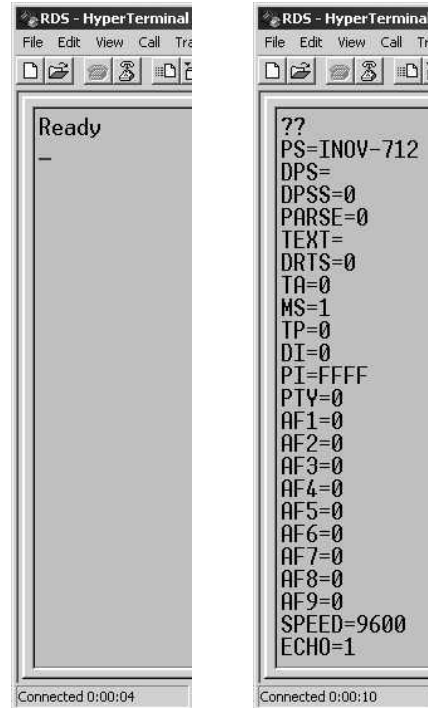 RDS - HyperTerminal
File Edit View Call
Ready
_
Connected 0:00:04
RDS - HyperTermina
File Edit View Call
??
PS=INOV-712
DPS=
DPSS=0
PARSE=0
TEXT=
DRTS=0
TA=0
MS=1
TP=0
DI=0
PI=FFFF
PTY=0
AF1=0
AF2=0
AF3=0
AF4=0
AF5=0
AF6=0
AF7=0
AF8=0
AF9=0
SPEED=9600
ECHO=1
Connected 0:00:10